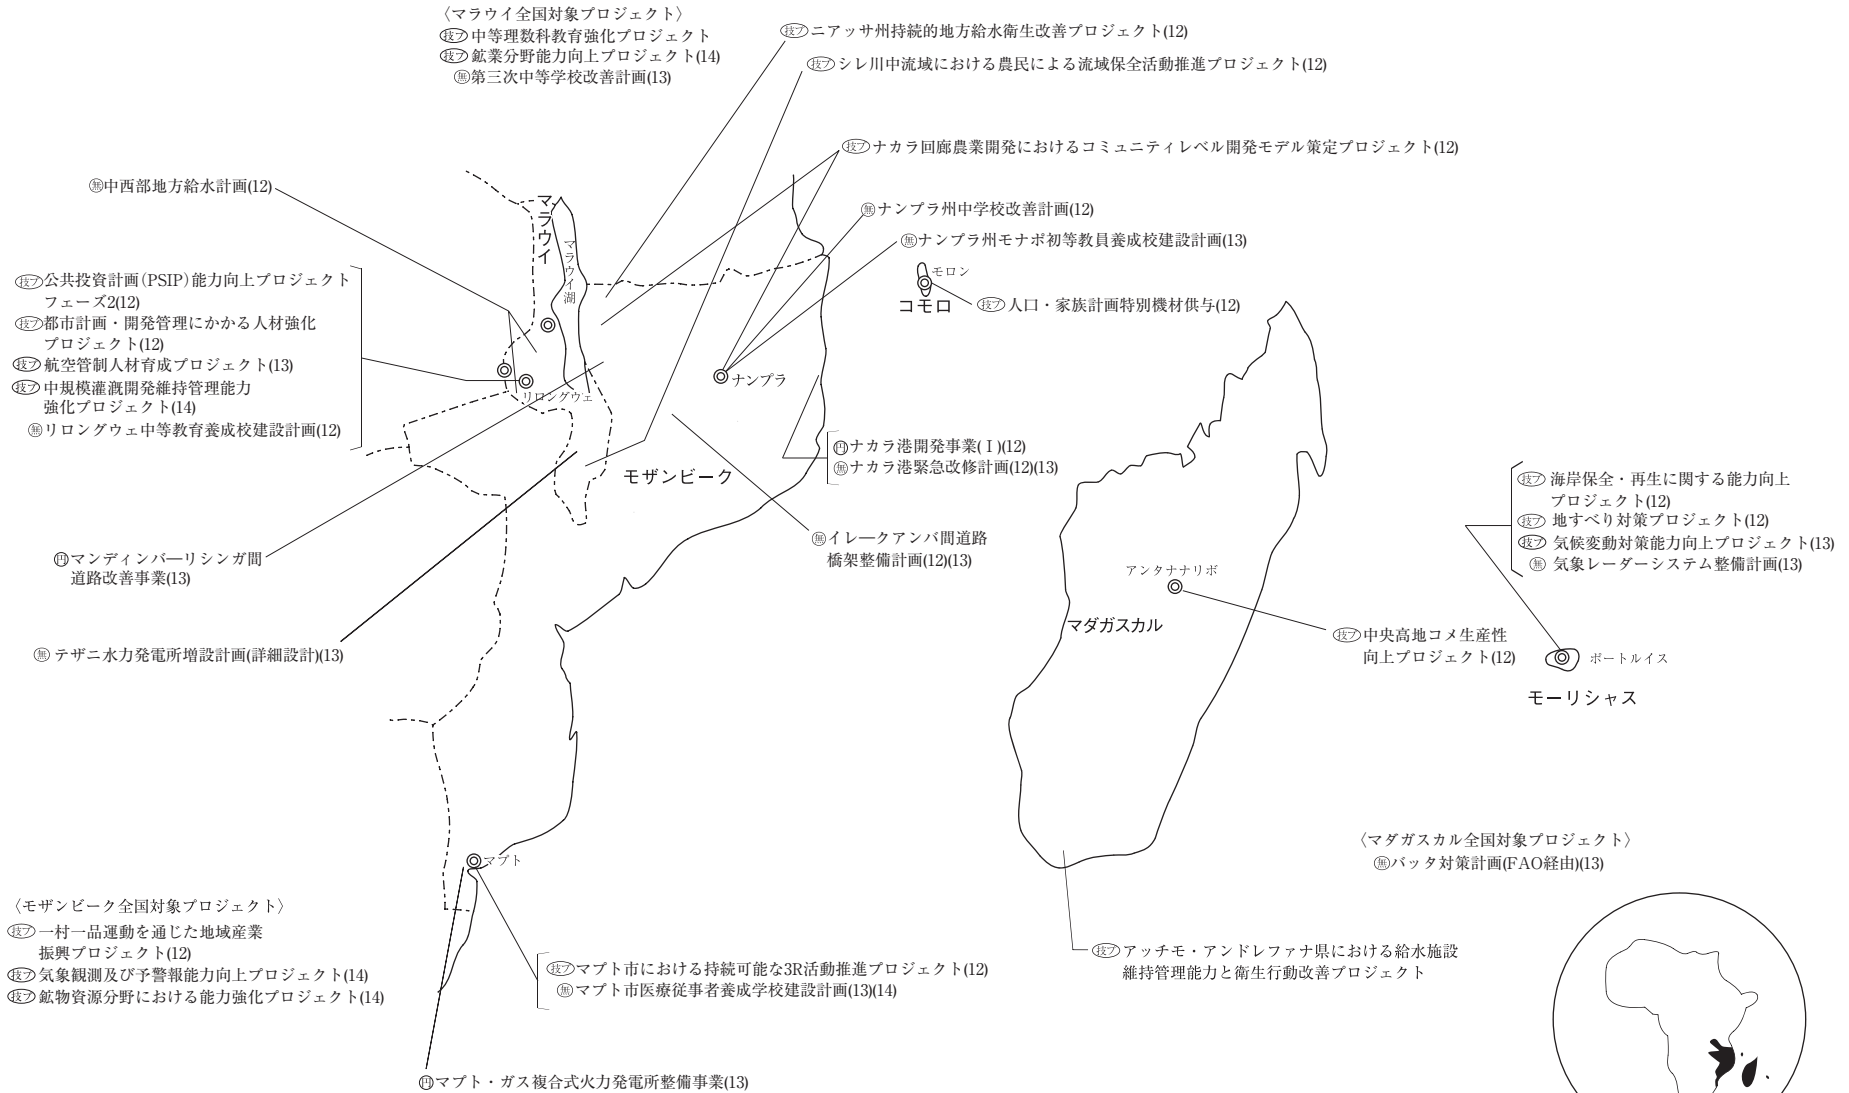 〈マラウイ全国対象プロジェクト〉
技プ 中等理数科教育強化プロジェクト
技プ 鉱業分野能力向上プロジェクト(14)
無 第三次中等学校改善計画(13)
技プ ニアッサ州持続的地方給水衛生改善プロジェクト(12)
技プ シレ川中流域における農民による流域保全活動推進プロジェクト(12)
技プ ナカラ回廊農業開発におけるコミュニティレベル開発モデル策定プロジェクト(12)
無 中西部地方給水計画(12)
無 ナンプラ州中学校改善計画(12)
無 ナンプラ州モナポ初等教員養成校建設計画(13)
マラウイ
マラウイ湖
モロン
コモロ
技プ 人口・家族計画特別機材供与(12)
技プ 公共投資計画(PSIP)能力向上プロジェクト
フェーズ2(12)
技プ 都市計画・開発管理にかかる人材強化
プロジェクト(12)
技プ 航空管制人材育成プロジェクト(13)
技プ 中規模灌漑開発維持管理能力
強化プロジェクト(14)
無 リロングウェ中等教育養成校建設計画(12)
リロングウェ
ナンプラ
円 ナカラ港開発事業(Ⅰ)(12)
無 ナカラ港緊急改修計画(12)(13)
モザンビーク
無 イレ―クアンバ間道路
橋架整備計画(12)(13)
円 マンディンバ―リシンガ間
道路改善事業(13)
無 テザニ水力発電所増設計画(詳細設計)(13)
アンタナナリボ
マダガスカル
技プ 中央高地コメ生産性
向上プロジェクト(12)
技プ 海岸保全・再生に関する能力向上
プロジェクト(12)
技プ 地すべり対策プロジェクト(12)
技プ 気候変動対策能力向上プロジェクト(13)
無 気象レーダーシステム整備計画(13)
ポートルイス
モーリシャス
〈マダガスカル全国対象プロジェクト〉
無 バッタ対策計画(FAO経由)(13)
マプト
〈モザンビーク全国対象プロジェクト〉
技プ 一村一品運動を通じた地域産業
振興プロジェクト(12)
技プ 気象観測及び予警報能力向上プロジェクト(14)
技プ 鉱物資源分野における能力強化プロジェクト(14)
技プ マプト市における持続可能な3R活動推進プロジェクト(12)
無 マプト市医療従事者養成学校建設計画(13)(14)
技プ アッチモ・アンドレファナ県における給水施設
維持管理能力と衛生行動改善プロジェクト
円 マプト・ガス複合式火力発電所整備事業(13)